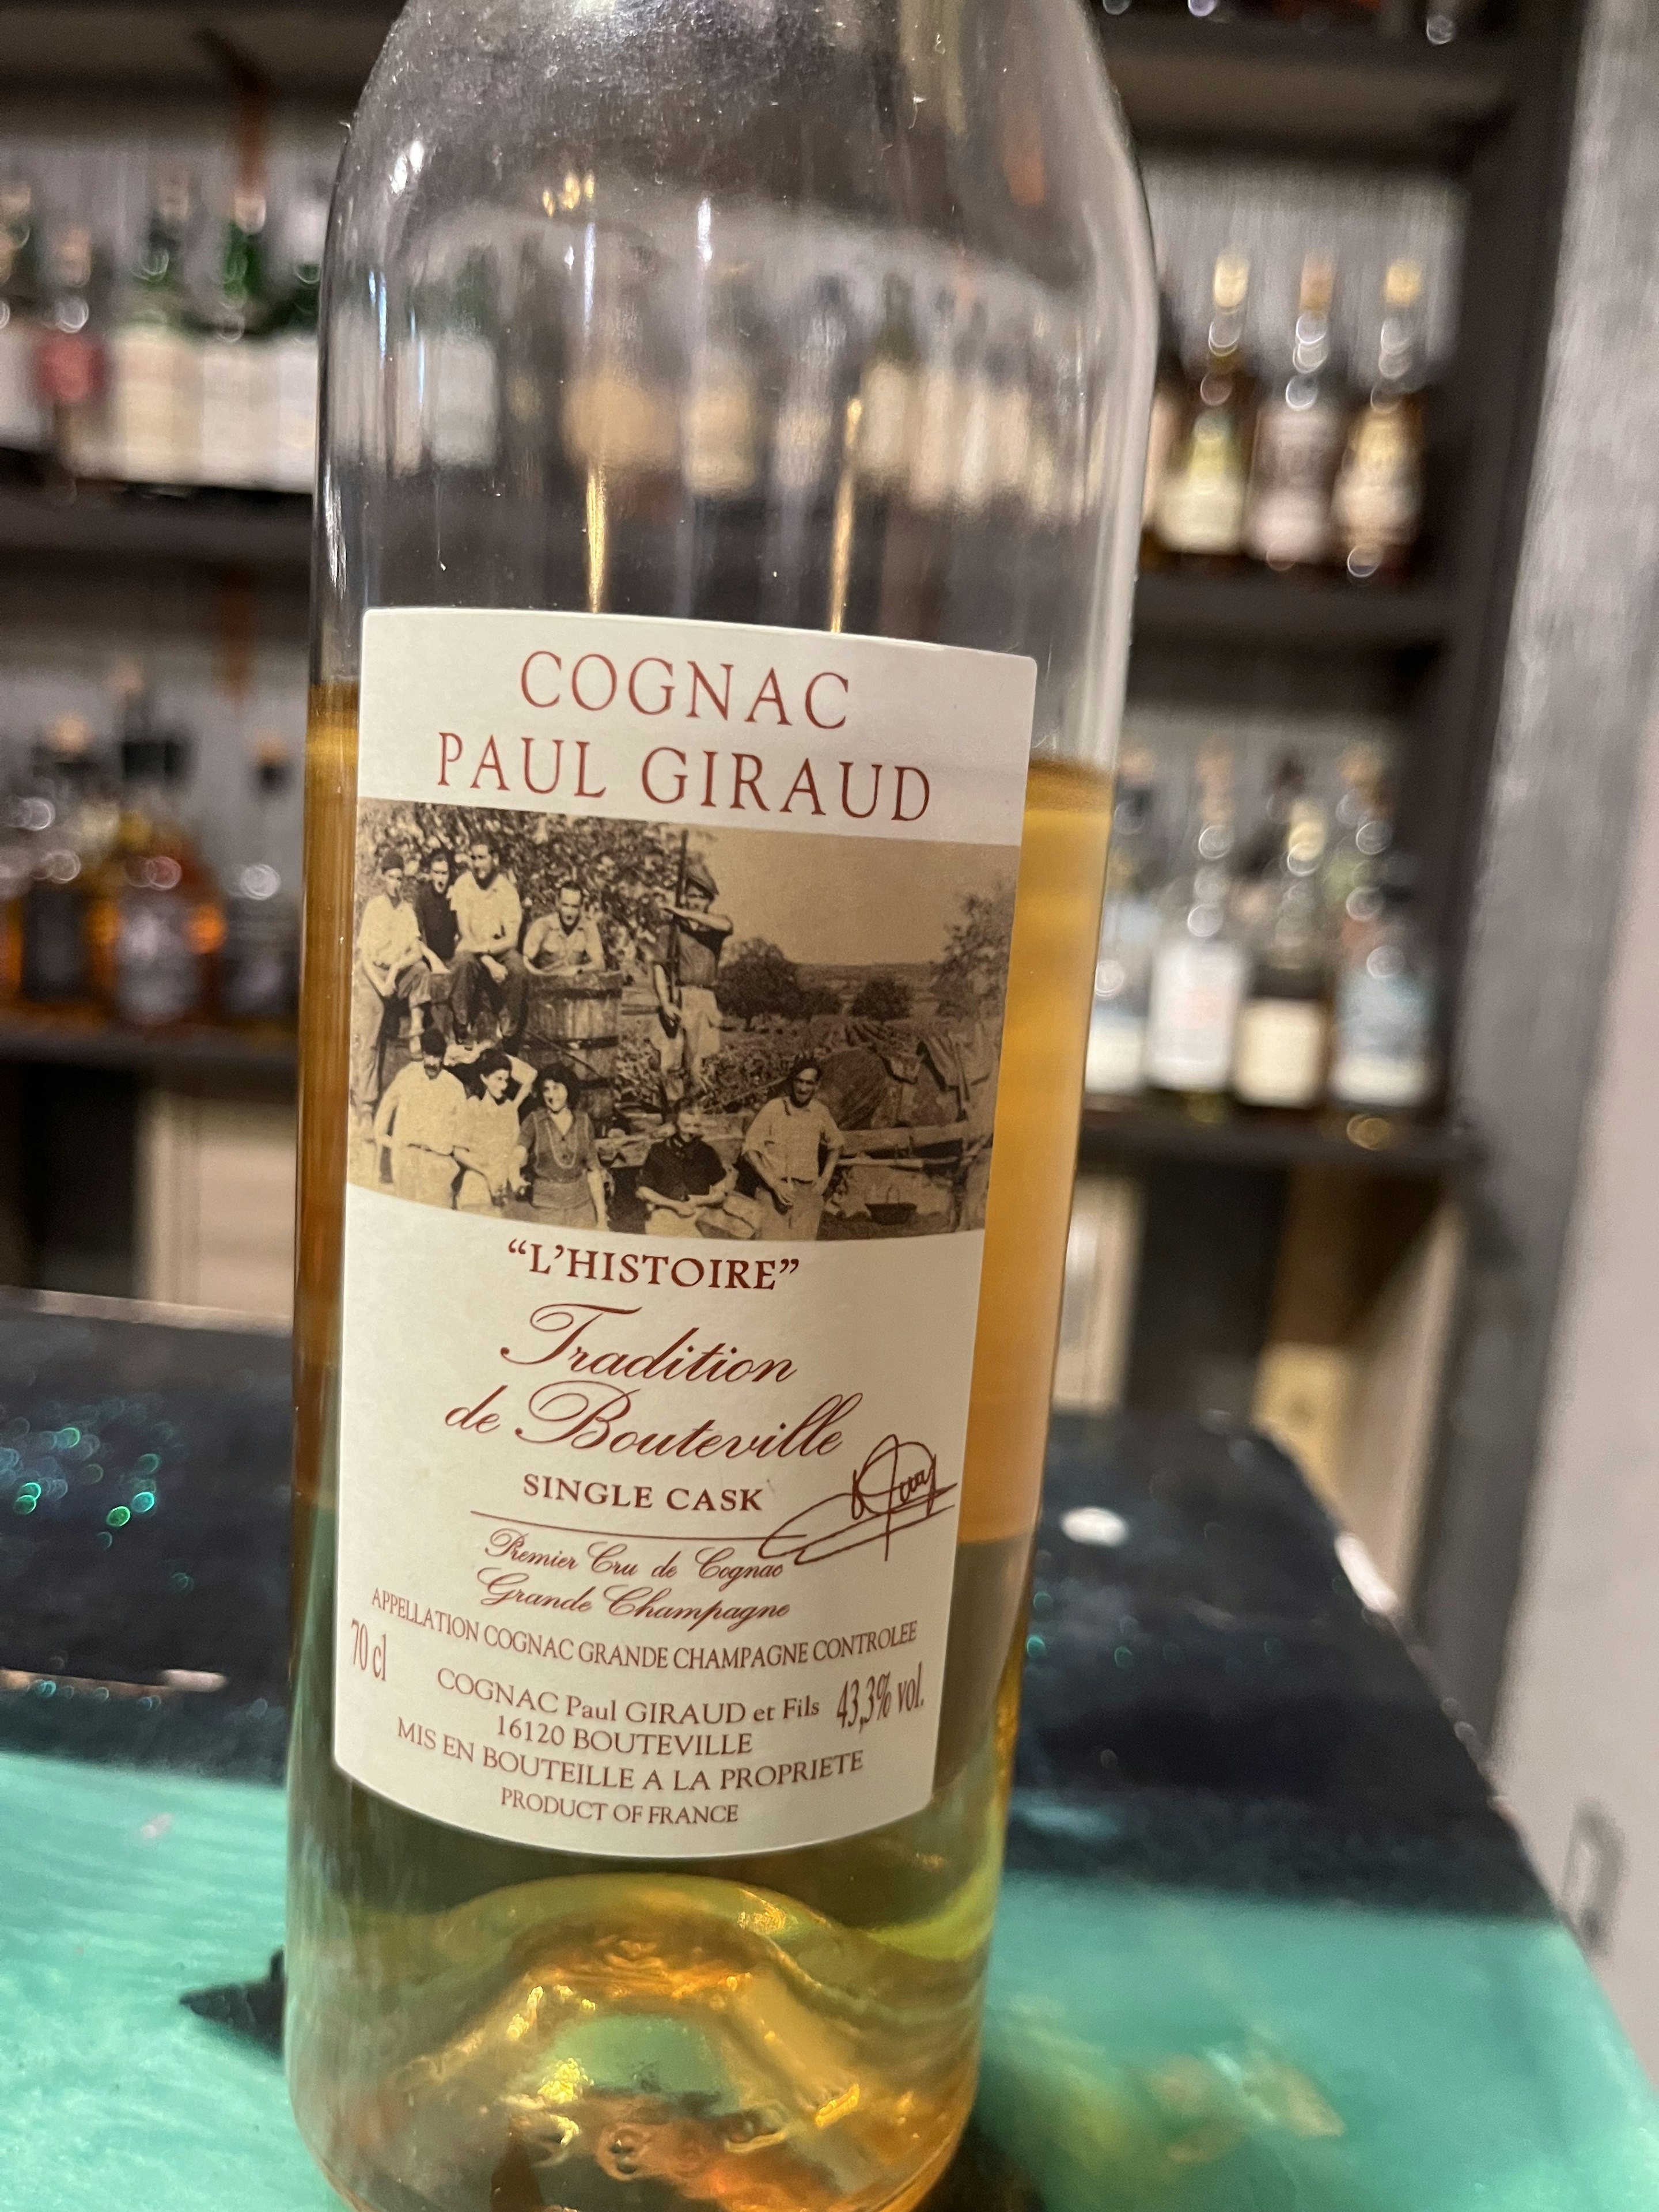 COGNAC
PAUL GIRAUD
“L’HISTOIRE”
Tradition
de Bouteville
SINGLE CASK
Premier Cru de Cognac
Grande Champagne
APPELLATION COGNAC GRANDE CHAMPAGNE CONTROLEE
70 cl
COGNAC Paul GIRAUD et Fils 43,3% vol.
16120 BOUTEVILLE
MIS EN BOUTEILLE A LA PROPRIETE
PRODUCT OF FRANCE